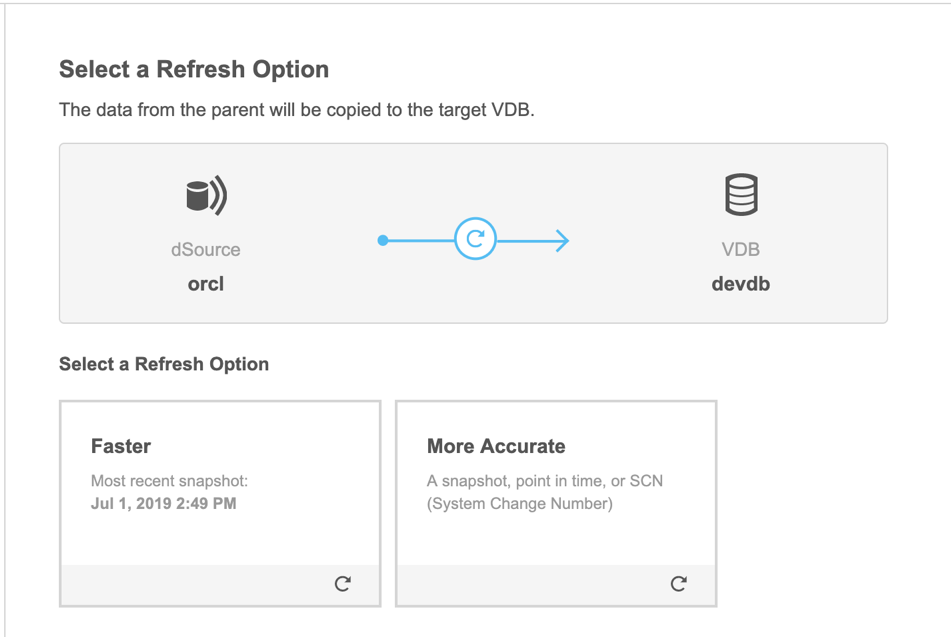 Select a Refresh Option
The data from the parent will be copied to the target VDB.
dSource
orcl
VDB
devdb
Select a Refresh Option
Faster
Most recent snapshot:
Jul 1, 2019 2:49 PM
More Accurate
A snapshot, point in time, or SCN
(System Change Number)